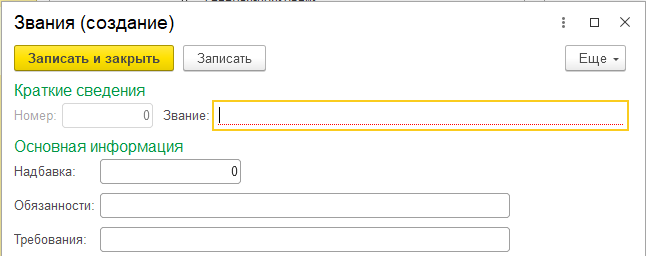 Звания (создание)
Записать и закрыть Записать Еще
Краткие сведения
Номер: 0 Звание:
Основная информация
Надбавка: 0
Обязанности:
Требования: